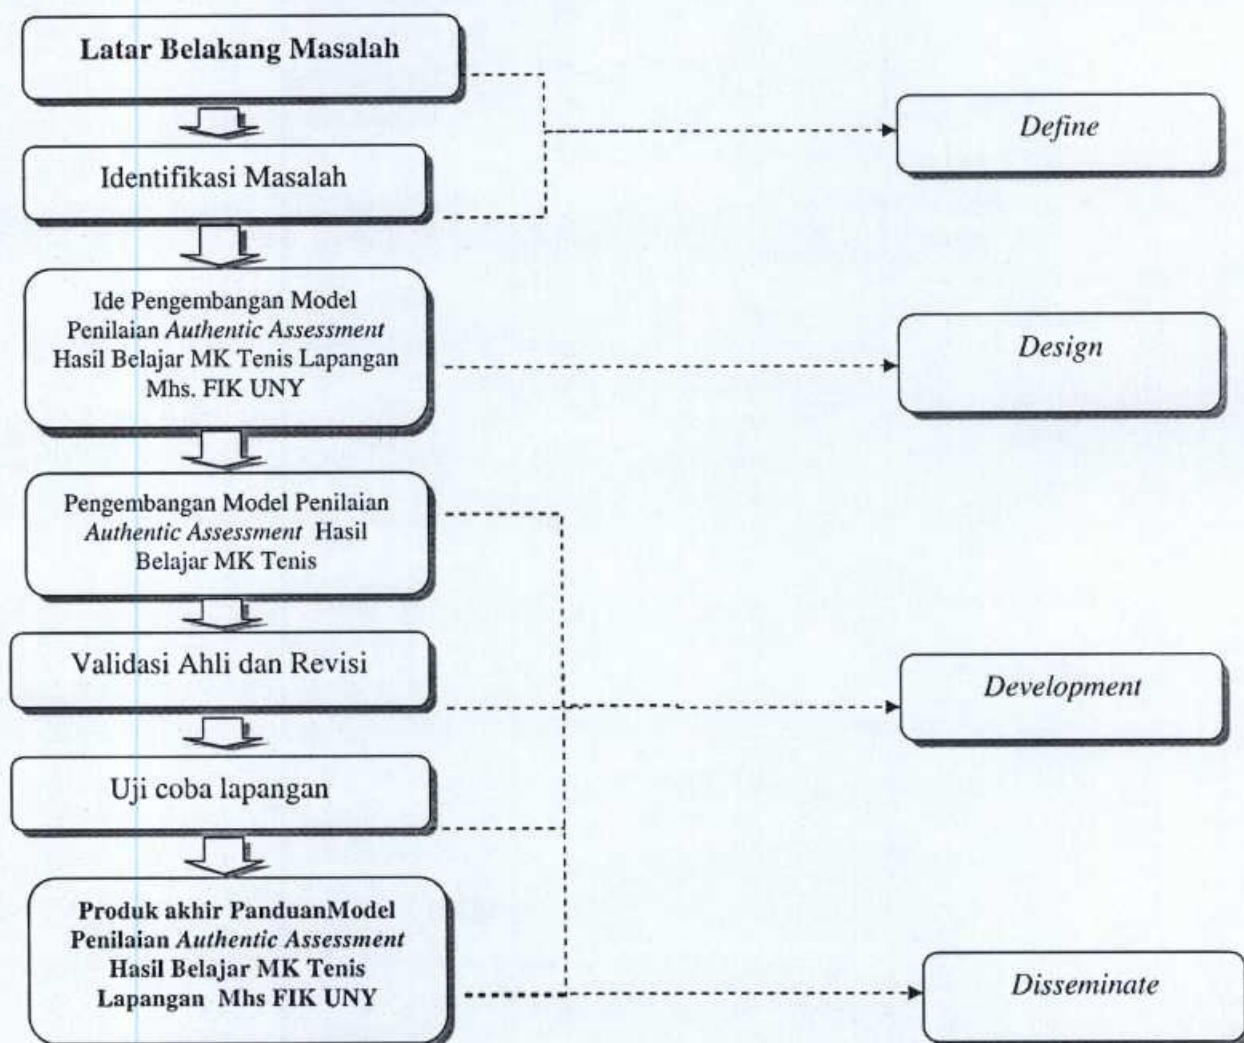 Latar Belakang Masalah
Define
Identifikasi Masalah
Ide Pengembangan Model
Penilaian Authentic Assessment
Hasil Belajar MK Tenis Lapangan
Mhs. FIK UNY
Design
Pengembangan Model Penilaian
Authentic Assessment Hasil
Belajar MK Tenis
Validasi Ahli dan Revisi
Development
Uji coba lapangan
Produk akhir PanduanModel
Penilaian Authentic Assessment
Hasil Belajar MK Tenis
Lapangan Mhs FIK UNY
Disseminate